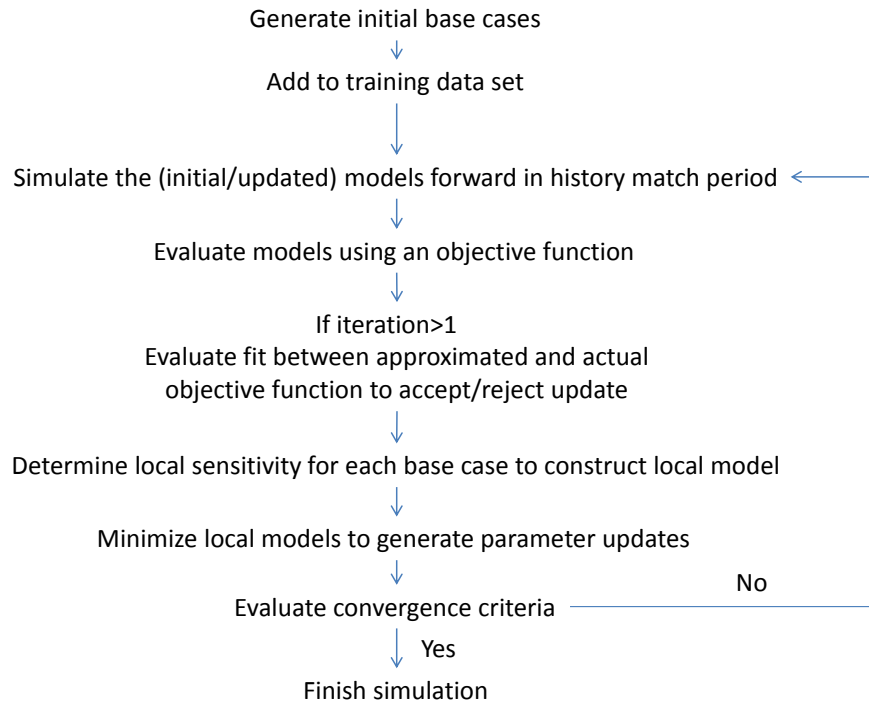 Generate initial base cases
Add to training data set
Simulate the (initial/updated) models forward in history match period
Evaluate models using an objective function
If iteration>1
Evaluate fit between approximated and actual
objective function to accept/reject update
Determine local sensitivity for each base case to construct local model
Minimize local models to generate parameter updates
No
Evaluate convergence criteria
Yes
Finish simulation